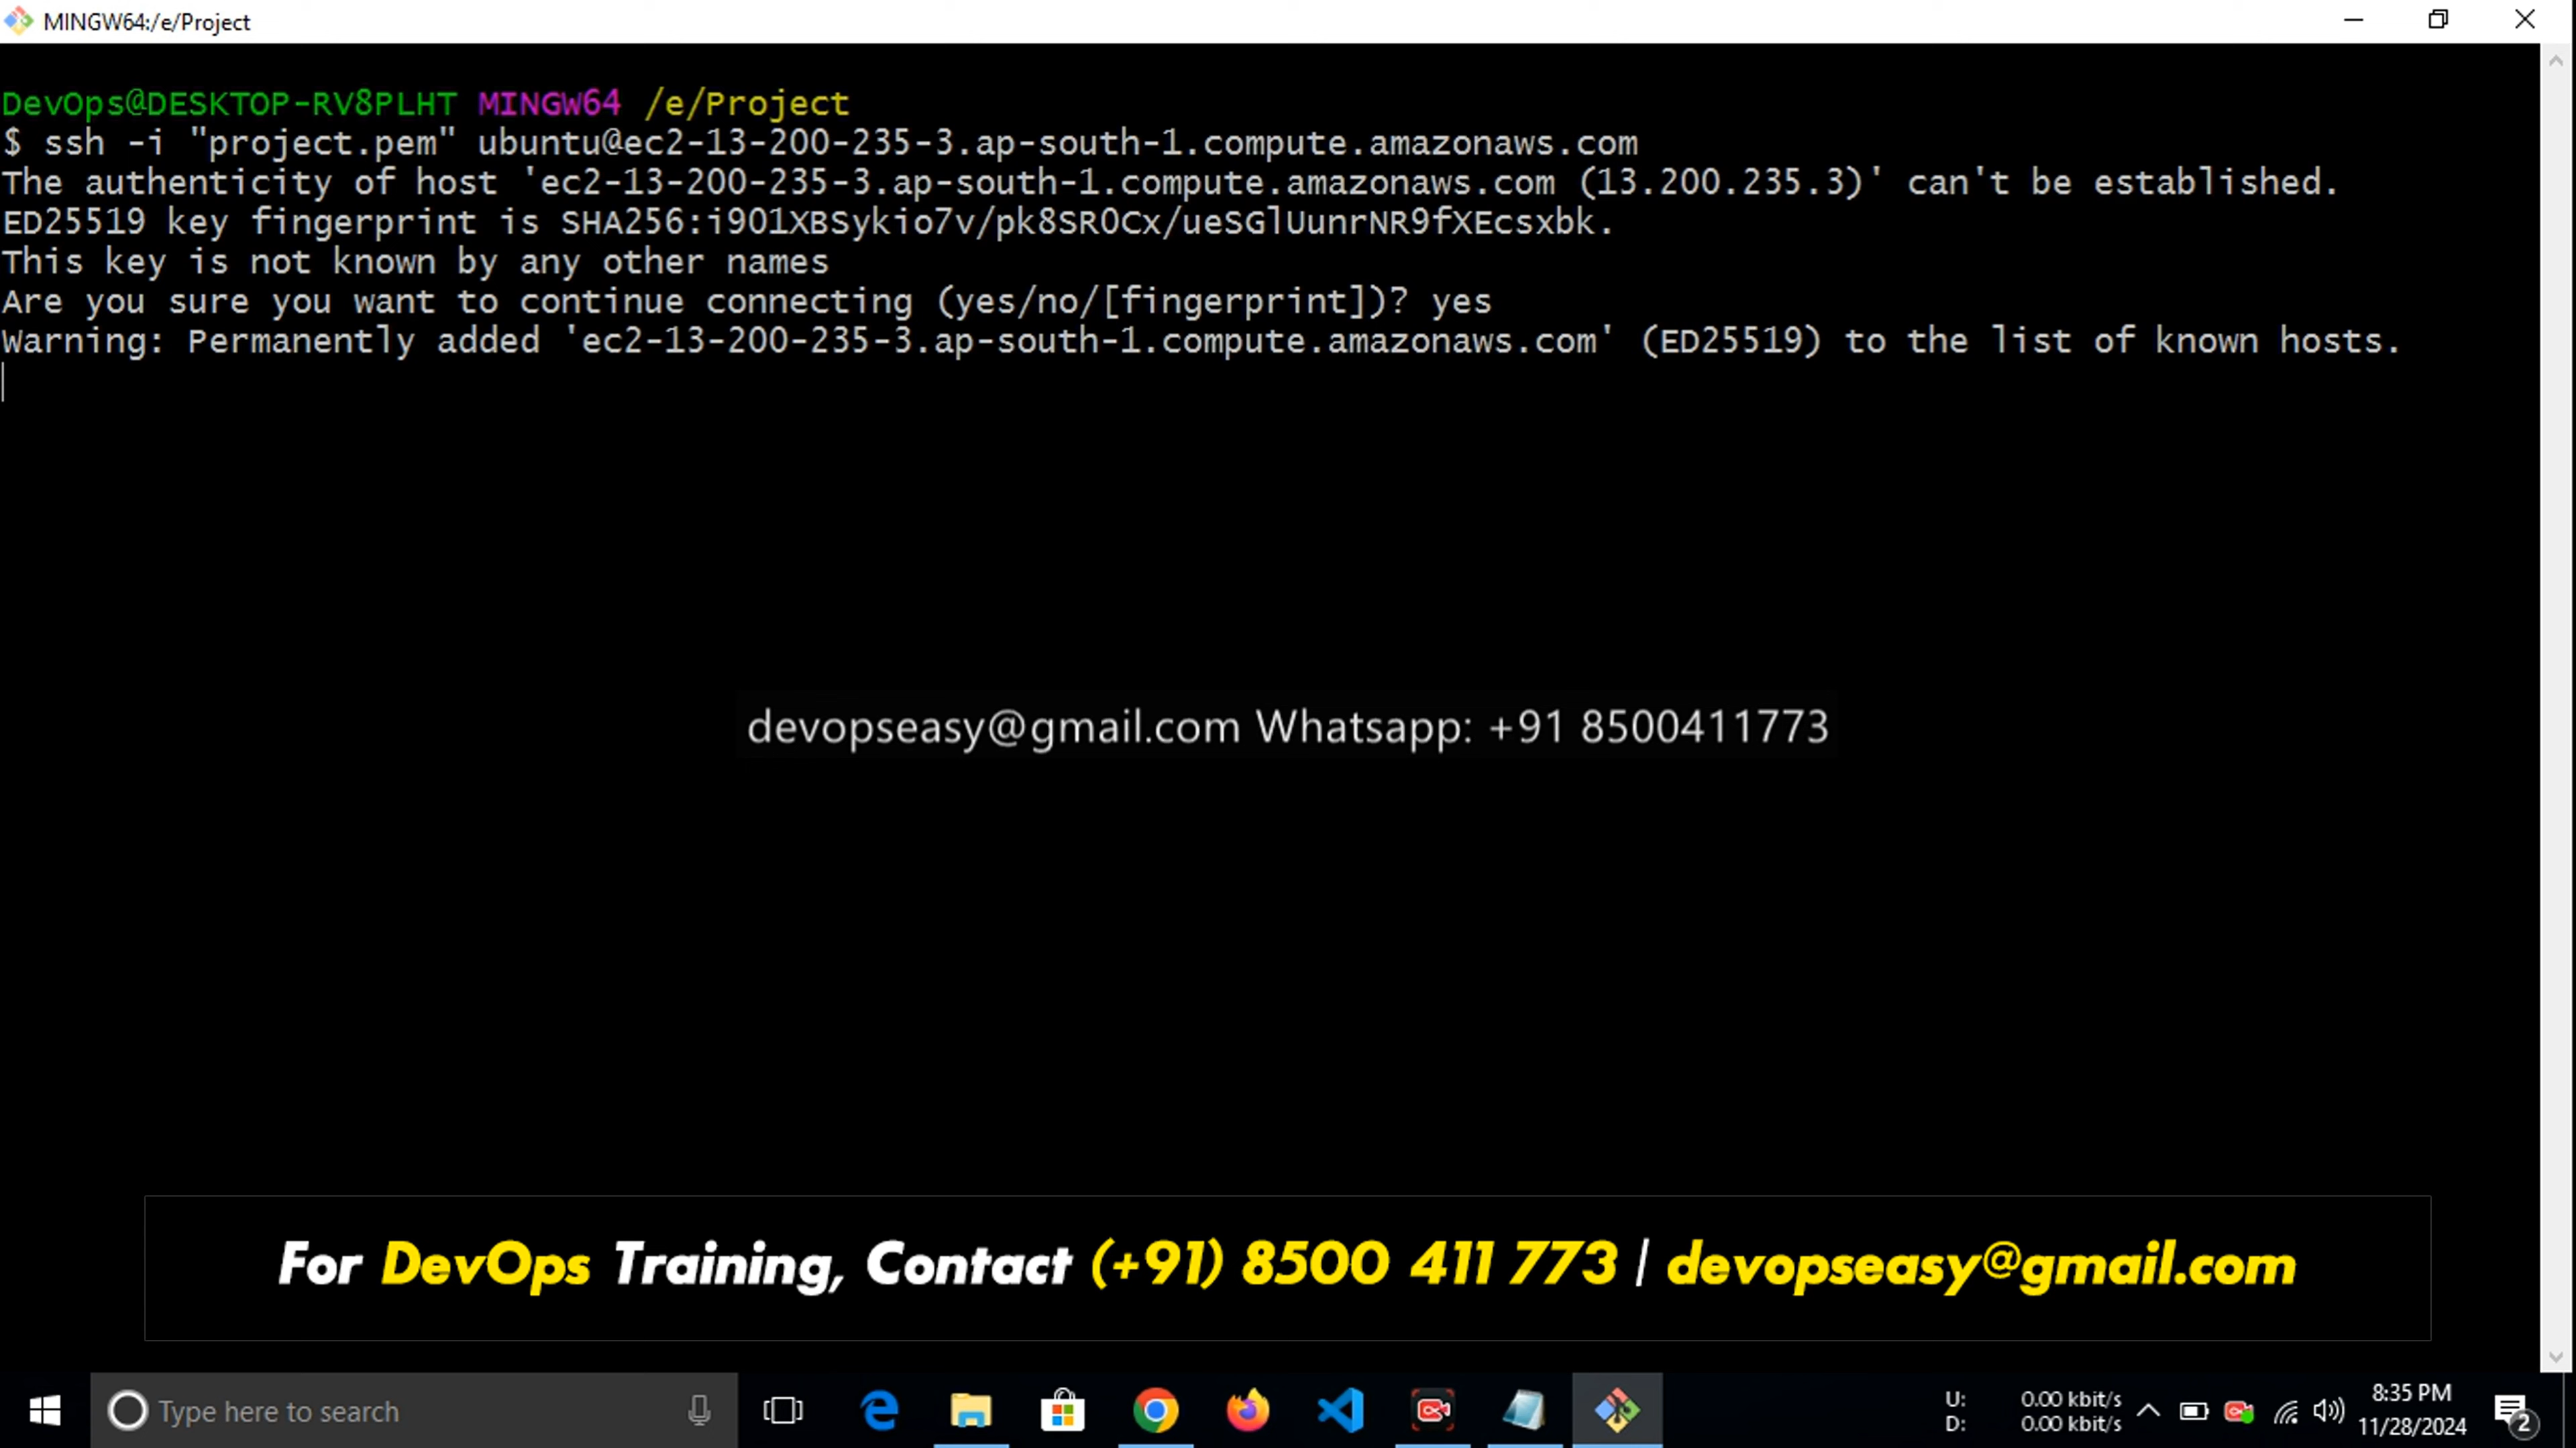 MINGW64:/e/Project
DevOps@DESKTOP-RV8PLHT MINGW64 /e/Project
$ ssh -i "project.pem" ubuntu@ec2-13-200-235-3.ap-south-1.compute.amazonaws.com
The authenticity of host 'ec2-13-200-235-3.ap-south-1.compute.amazonaws.com (13.200.235.3)' can't be established.
ED25519 key fingerprint is SHA256:i9O1XBSykio7v/pk8SR0Cx/ueSGlUunrNR9fXEcsxbk.
This key is not known by any other names
Are you sure you want to continue connecting (yes/no/[fingerprint])? yes
Warning: Permanently added 'ec2-13-200-235-3.ap-south-1.compute.amazonaws.com' (ED25519) to the list of known hosts.
devopseasy@gmail.com Whatsapp: +91 8500411773
For DevOps Training, Contact (+91) 8500 411 773 | devopseasy@gmail.com
Type here to search
U: 0.00 kbit/s
D: 0.00 kbit/s
8:35 PM
11/28/2024
2